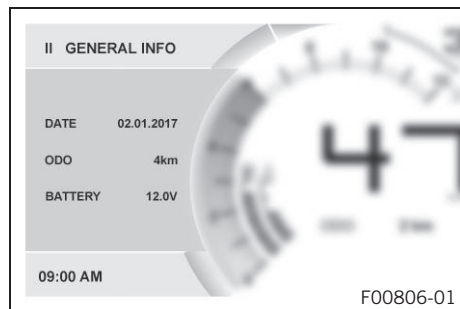 II GENERAL INFO
DATE 02.01.2017
ODO 4km
BATTERY 12.0V
09:00 AM
47
F00806-01